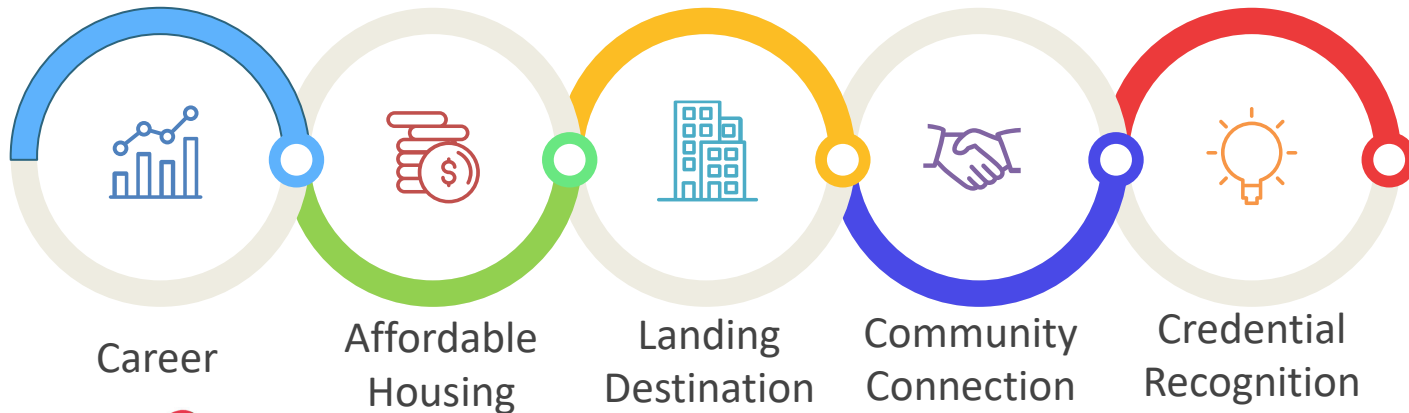 Career
Affordable
Housing
Landing
Destination
Community
Connection
Credential
Recognition
$